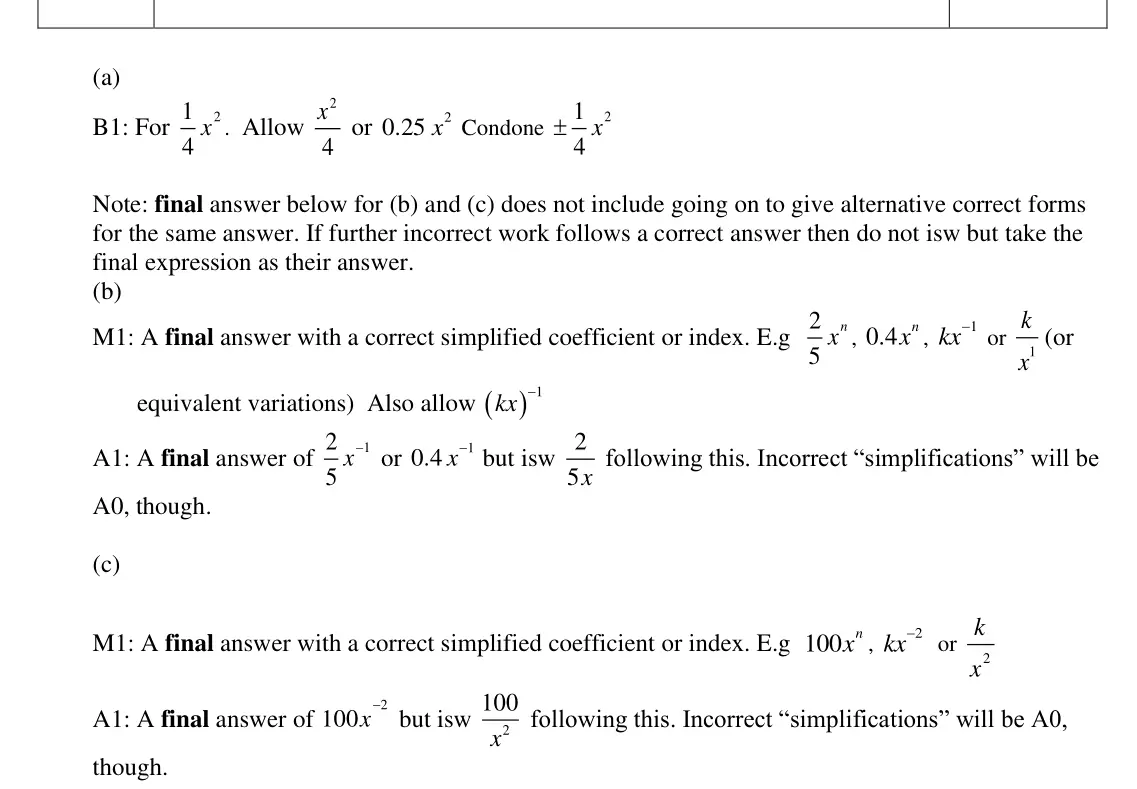 (a)
B1: For 1/4 x². Allow x²/4 or 0.25 x² Condone ±1/4 x²
Note: final answer below for (b) and (c) does not include going on to give alternative correct forms
for the same answer. If further incorrect work follows a correct answer then do not isw but take the
final expression as their answer.
(b)
M1: A final answer with a correct simplified coefficient or index. E.g 2/5 xⁿ, 0.4xⁿ, kx⁻¹ or k/x¹ (or
equivalent variations) Also allow (kx)⁻¹
A1: A final answer of 2/5 x⁻¹ or 0.4x⁻¹ but isw 2/5x following this. Incorrect “simplifications” will be
A0, though.
(c)
M1: A final answer with a correct simplified coefficient or index. E.g 100xⁿ, kx⁻² or k/x²
A1: A final answer of 100x⁻² but isw 100/x² following this. Incorrect “simplifications” will be A0,
though.